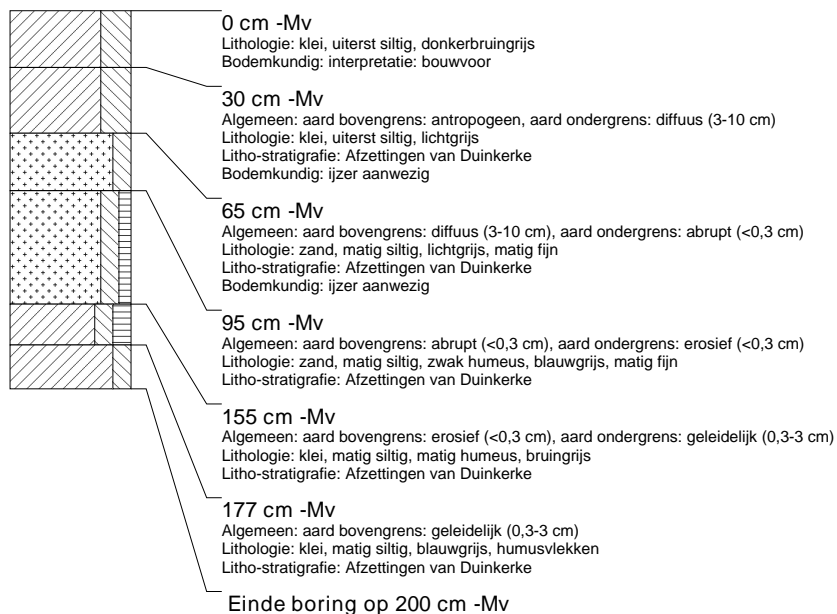 0 cm -Mv
Lithologie: klei, uiterst siltig, donkerbruingrijs
Bodemkundig: interpretatie: bouwvoor
30 cm -Mv
Algemeen: aard bovengrens: antropogeen, aard ondergrens: diffuus (3-10 cm)
Lithologie: klei, uiterst siltig, lichtgrijs
Litho-stratigrafie: Afzettingen van Duinkerke
Bodemkundig: ijzer aanwezig
65 cm -Mv
Algemeen: aard bovengrens: diffuus (3-10 cm), aard ondergrens: abrupt (<0,3 cm)
Lithologie: zand, matig siltig, lichtgrijs, matig fijn
Litho-stratigrafie: Afzettingen van Duinkerke
Bodemkundig: ijzer aanwezig
95 cm -Mv
Algemeen: aard bovengrens: abrupt (<0,3 cm), aard ondergrens: erosief (<0,3 cm)
Lithologie: zand, matig siltig, zwak humeus, blauwgrijs, matig fijn
Litho-stratigrafie: Afzettingen van Duinkerke
155 cm -Mv
Algemeen: aard bovengrens: erosief (<0,3 cm), aard ondergrens: geleidelijk (0,3-3 cm)
Lithologie: klei, matig siltig, matig humeus, bruingrijs
Litho-stratigrafie: Afzettingen van Duinkerke
177 cm -Mv
Algemeen: aard bovengrens: geleidelijk (0,3-3 cm)
Lithologie: klei, matig siltig, blauwgrijs, humusvlekken
Litho-stratigrafie: Afzettingen van Duinkerke
Einde boring op 200 cm -Mv